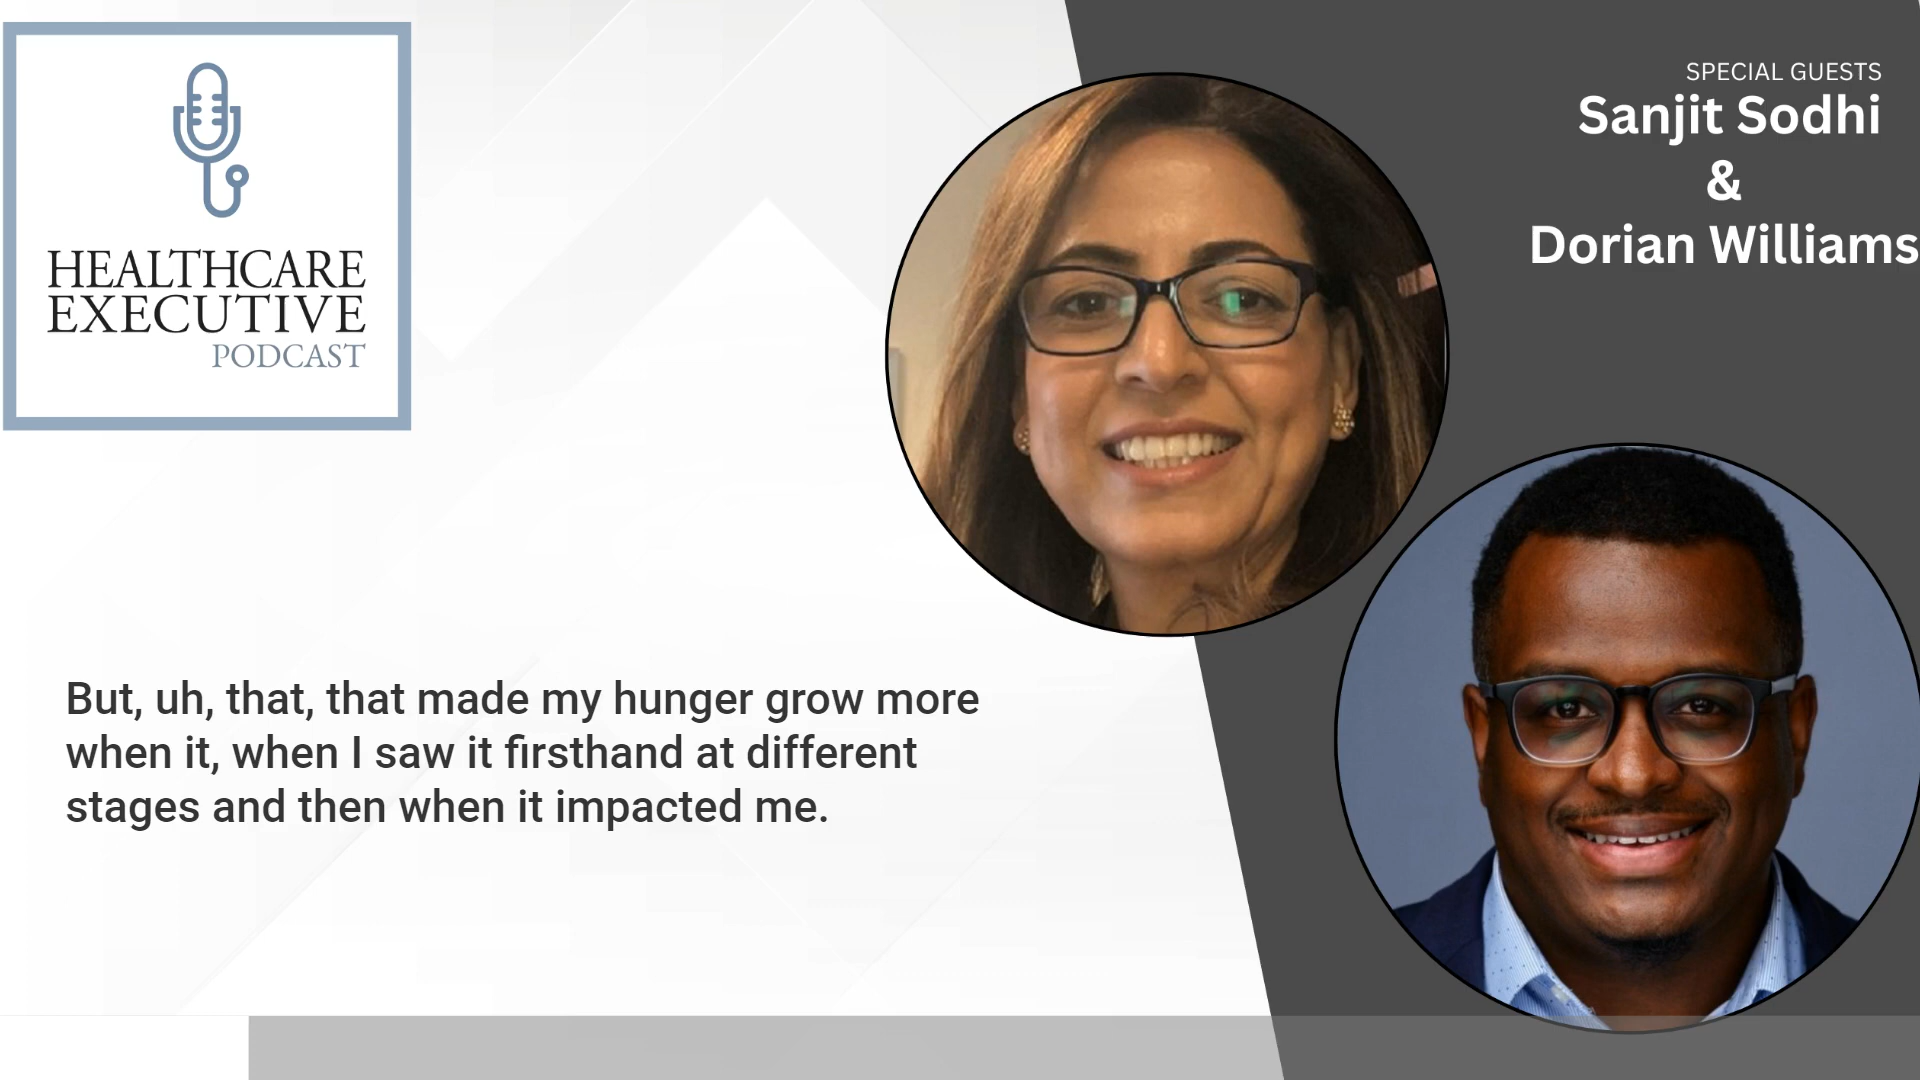 HEALTHCARE
EXECUTIVE
PODCAST
SPECIAL GUESTS
Sanjit Sodhi
&
Dorian Williams
But, uh, that, that made my hunger grow more
when it, when I saw it firsthand at different
stages and then when it impacted me.